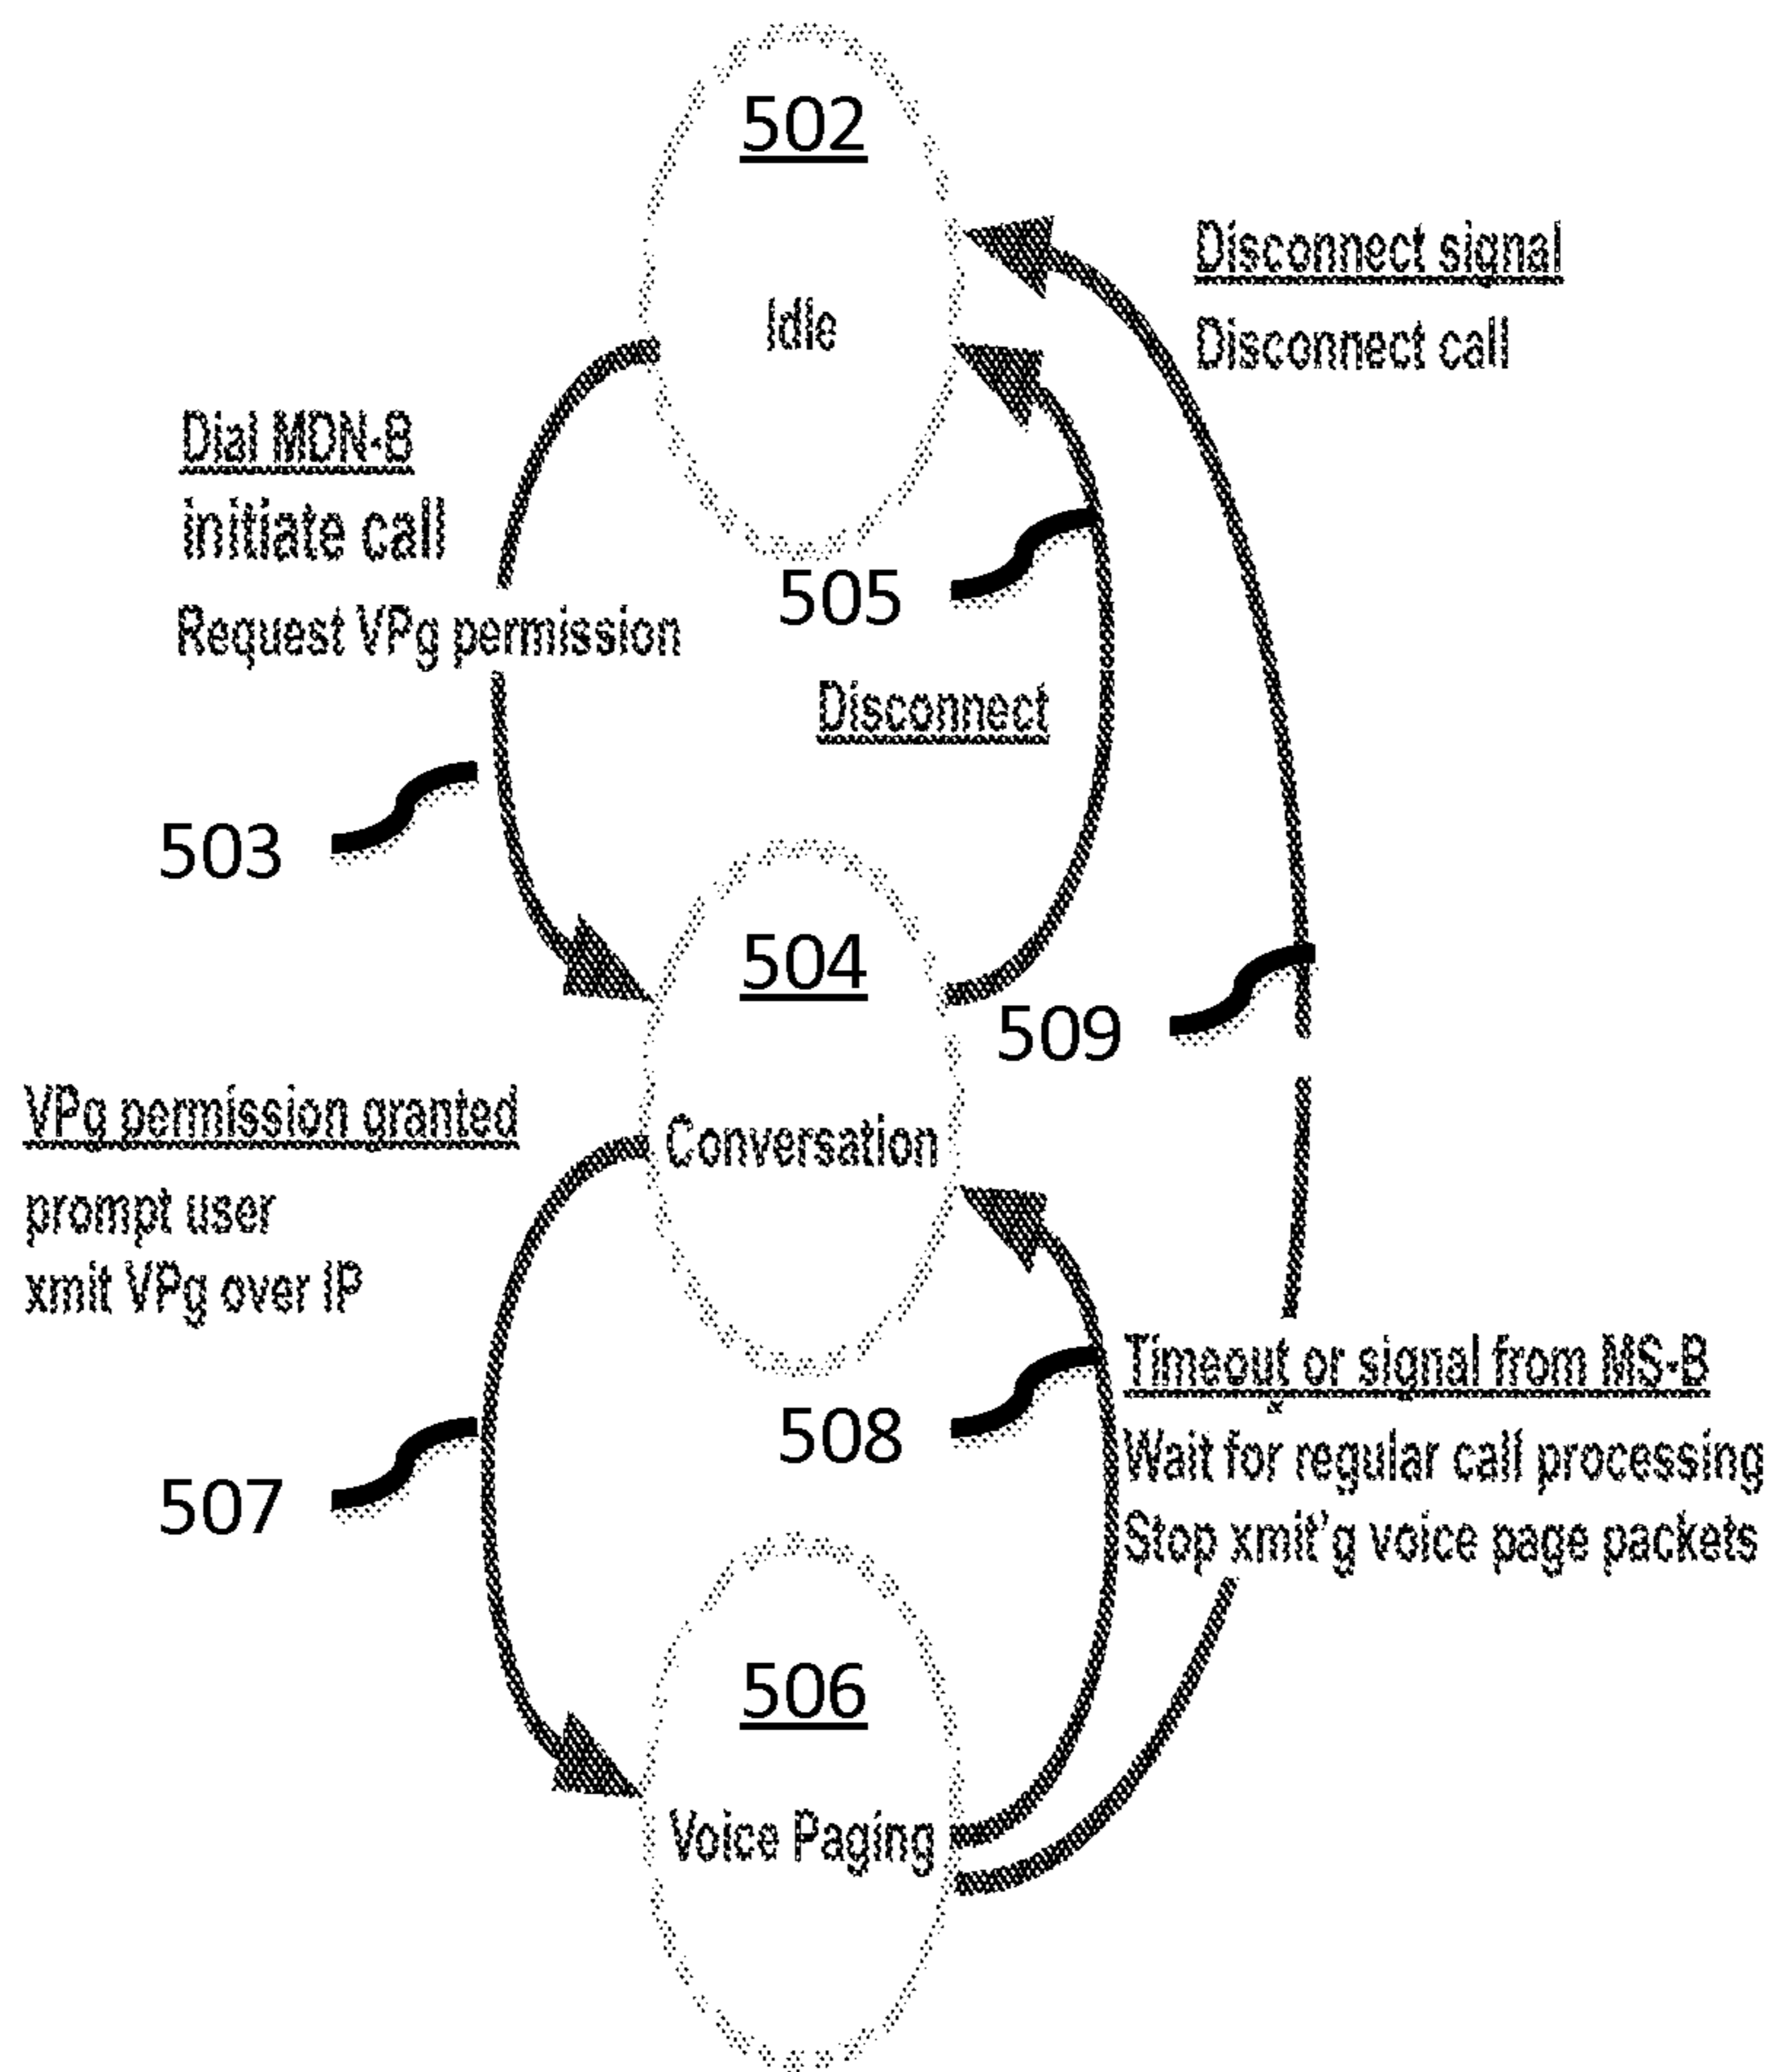 502
Idle
Disconnect signal
Disconnect call
Dial MDN-B
initiate call
Request VPg permission
505
Disconnect
503
504
Conversation
509
VPg permission granted
prompt user
xmit VPg over IP
508
Timeout or signal from MS-B
Wait for regular call processing
Stop xmit'g voice page packets
507
506
Voice Paging